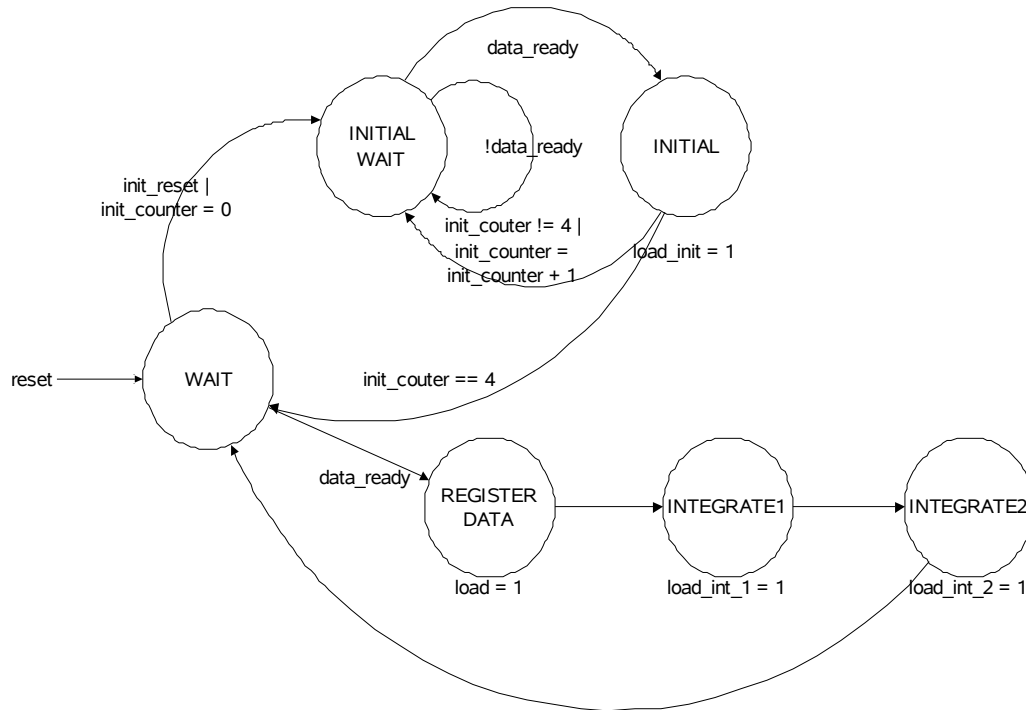 data_ready
INITIAL
WAIT
!data_ready
INITIAL
init_reset |
init_counter = 0
init_couter != 4 |
init_counter =
init_counter + 1
load_init = 1
reset
WAIT
init_couter == 4
data_ready
REGISTER
DATA
INTEGRATE1
INTEGRATE2
load = 1
load_int_1 = 1
load_int_2 = 1